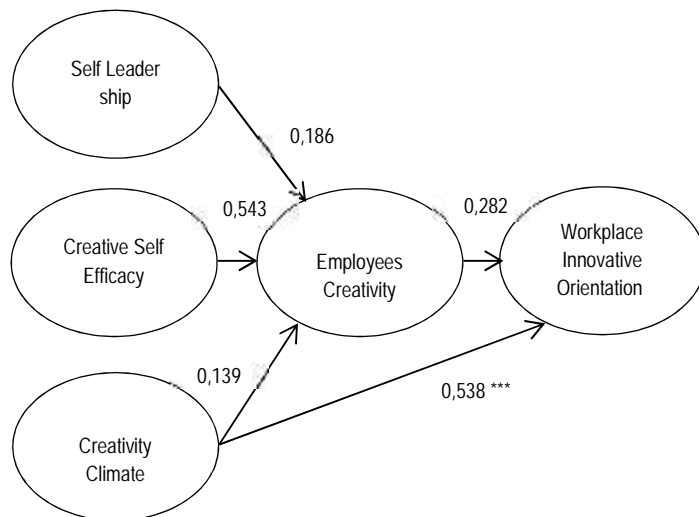 Self Leader
ship
0,186
0,543
Creative Self
Efficacy
Employees
Creativity
0,282
Workplace
Innovative
Orientation
0,139
0,538 ***
Creativity
Climate